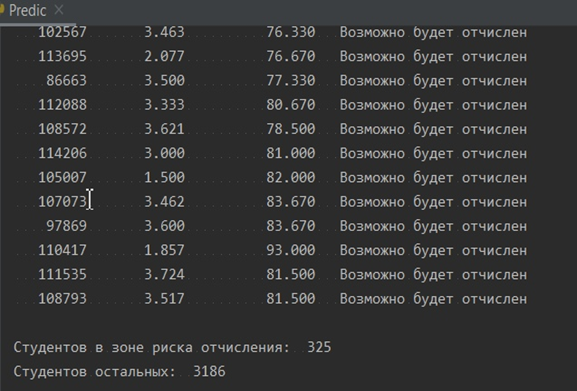 Predic
102567 3.463 76.330 Возможно будет отчислен
113695 2.077 76.670 Возможно будет отчислен
86663 3.500 77.330 Возможно будет отчислен
112088 3.333 80.670 Возможно будет отчислен
108572 3.621 78.500 Возможно будет отчислен
114206 3.000 81.000 Возможно будет отчислен
105007 1.500 82.000 Возможно будет отчислен
107073 3.462 83.670 Возможно будет отчислен
97869 3.600 83.670 Возможно будет отчислен
110417 1.857 93.000 Возможно будет отчислен
111535 3.724 81.500 Возможно будет отчислен
108793 3.517 81.500 Возможно будет отчислен
Студентов в зоне риска отчисления: 325
Студентов остальных: 3186